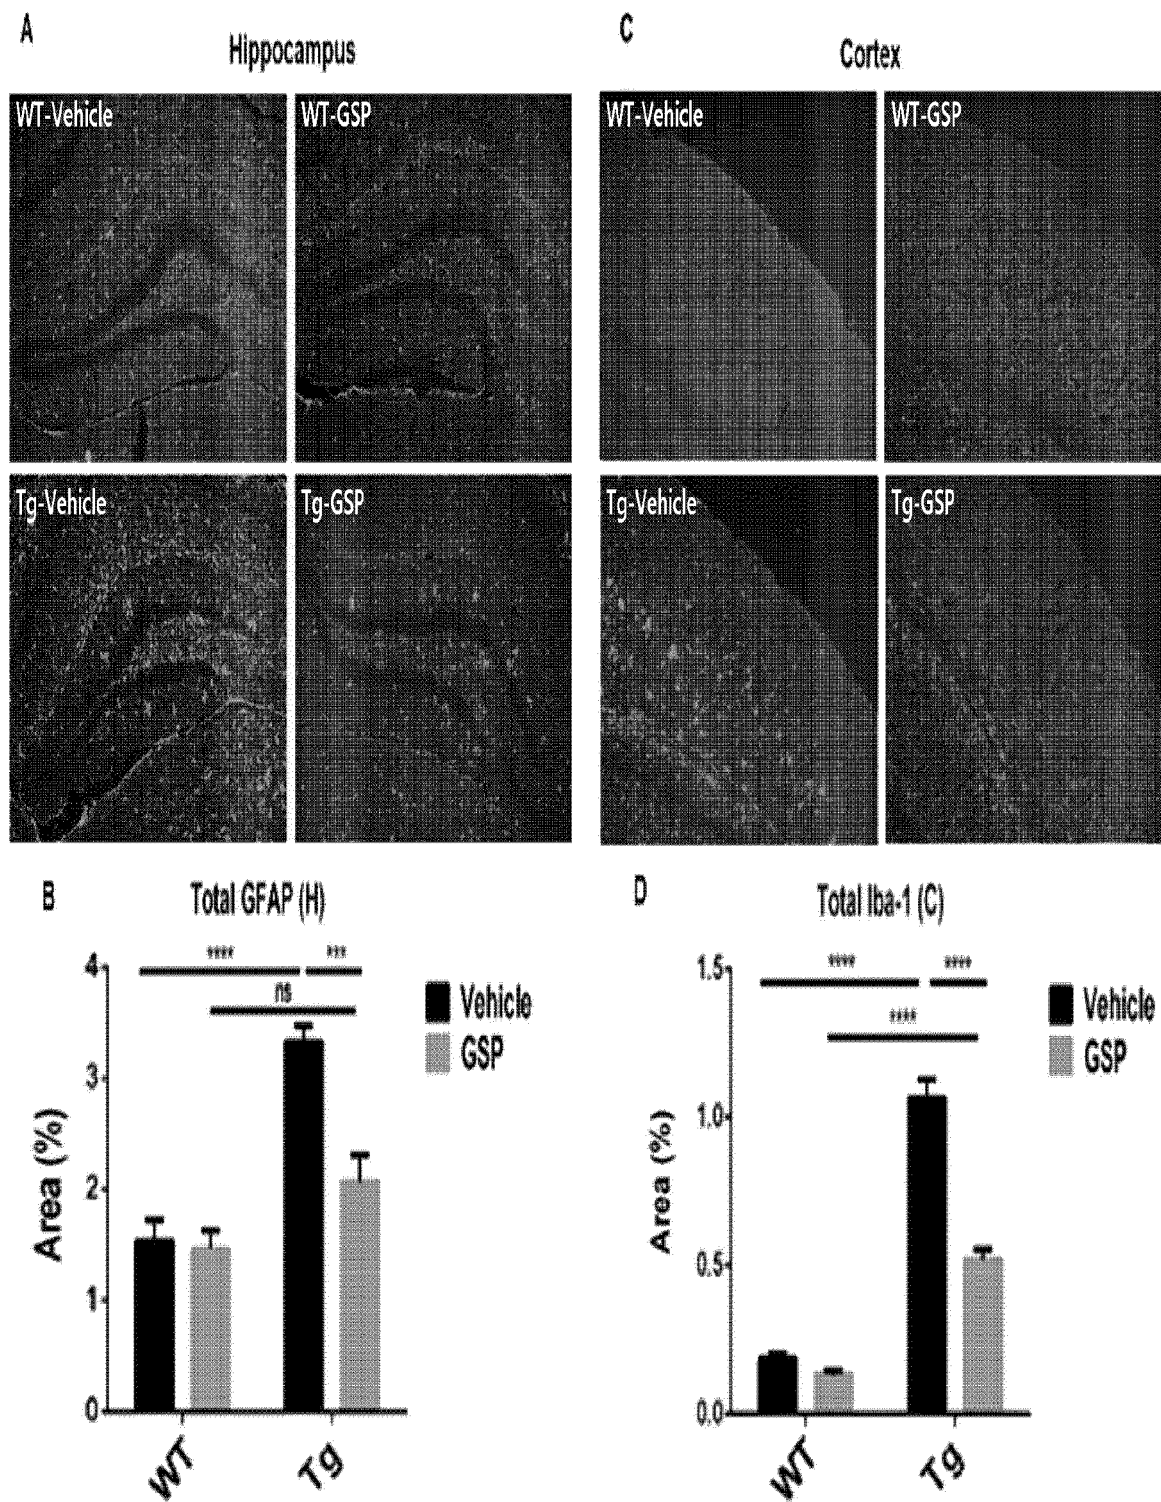 A
Hippocampus
WT-Vehicle
WT-GSP
Tg-Vehicle
Tg-GSP
C
Cortex
WT-Vehicle
WT-GSP
Tg-Vehicle
Tg-GSP
B
Total GFAP (H)
**** ***
ns
4
3
2
1
0
Area (%)
WT
Tg
Vehicle
GSP
D
Total Iba-1 (C)
**** ****
****
1.5
1.0
0.5
0.0
Area (%)
WT
Tg
Vehicle
GSP